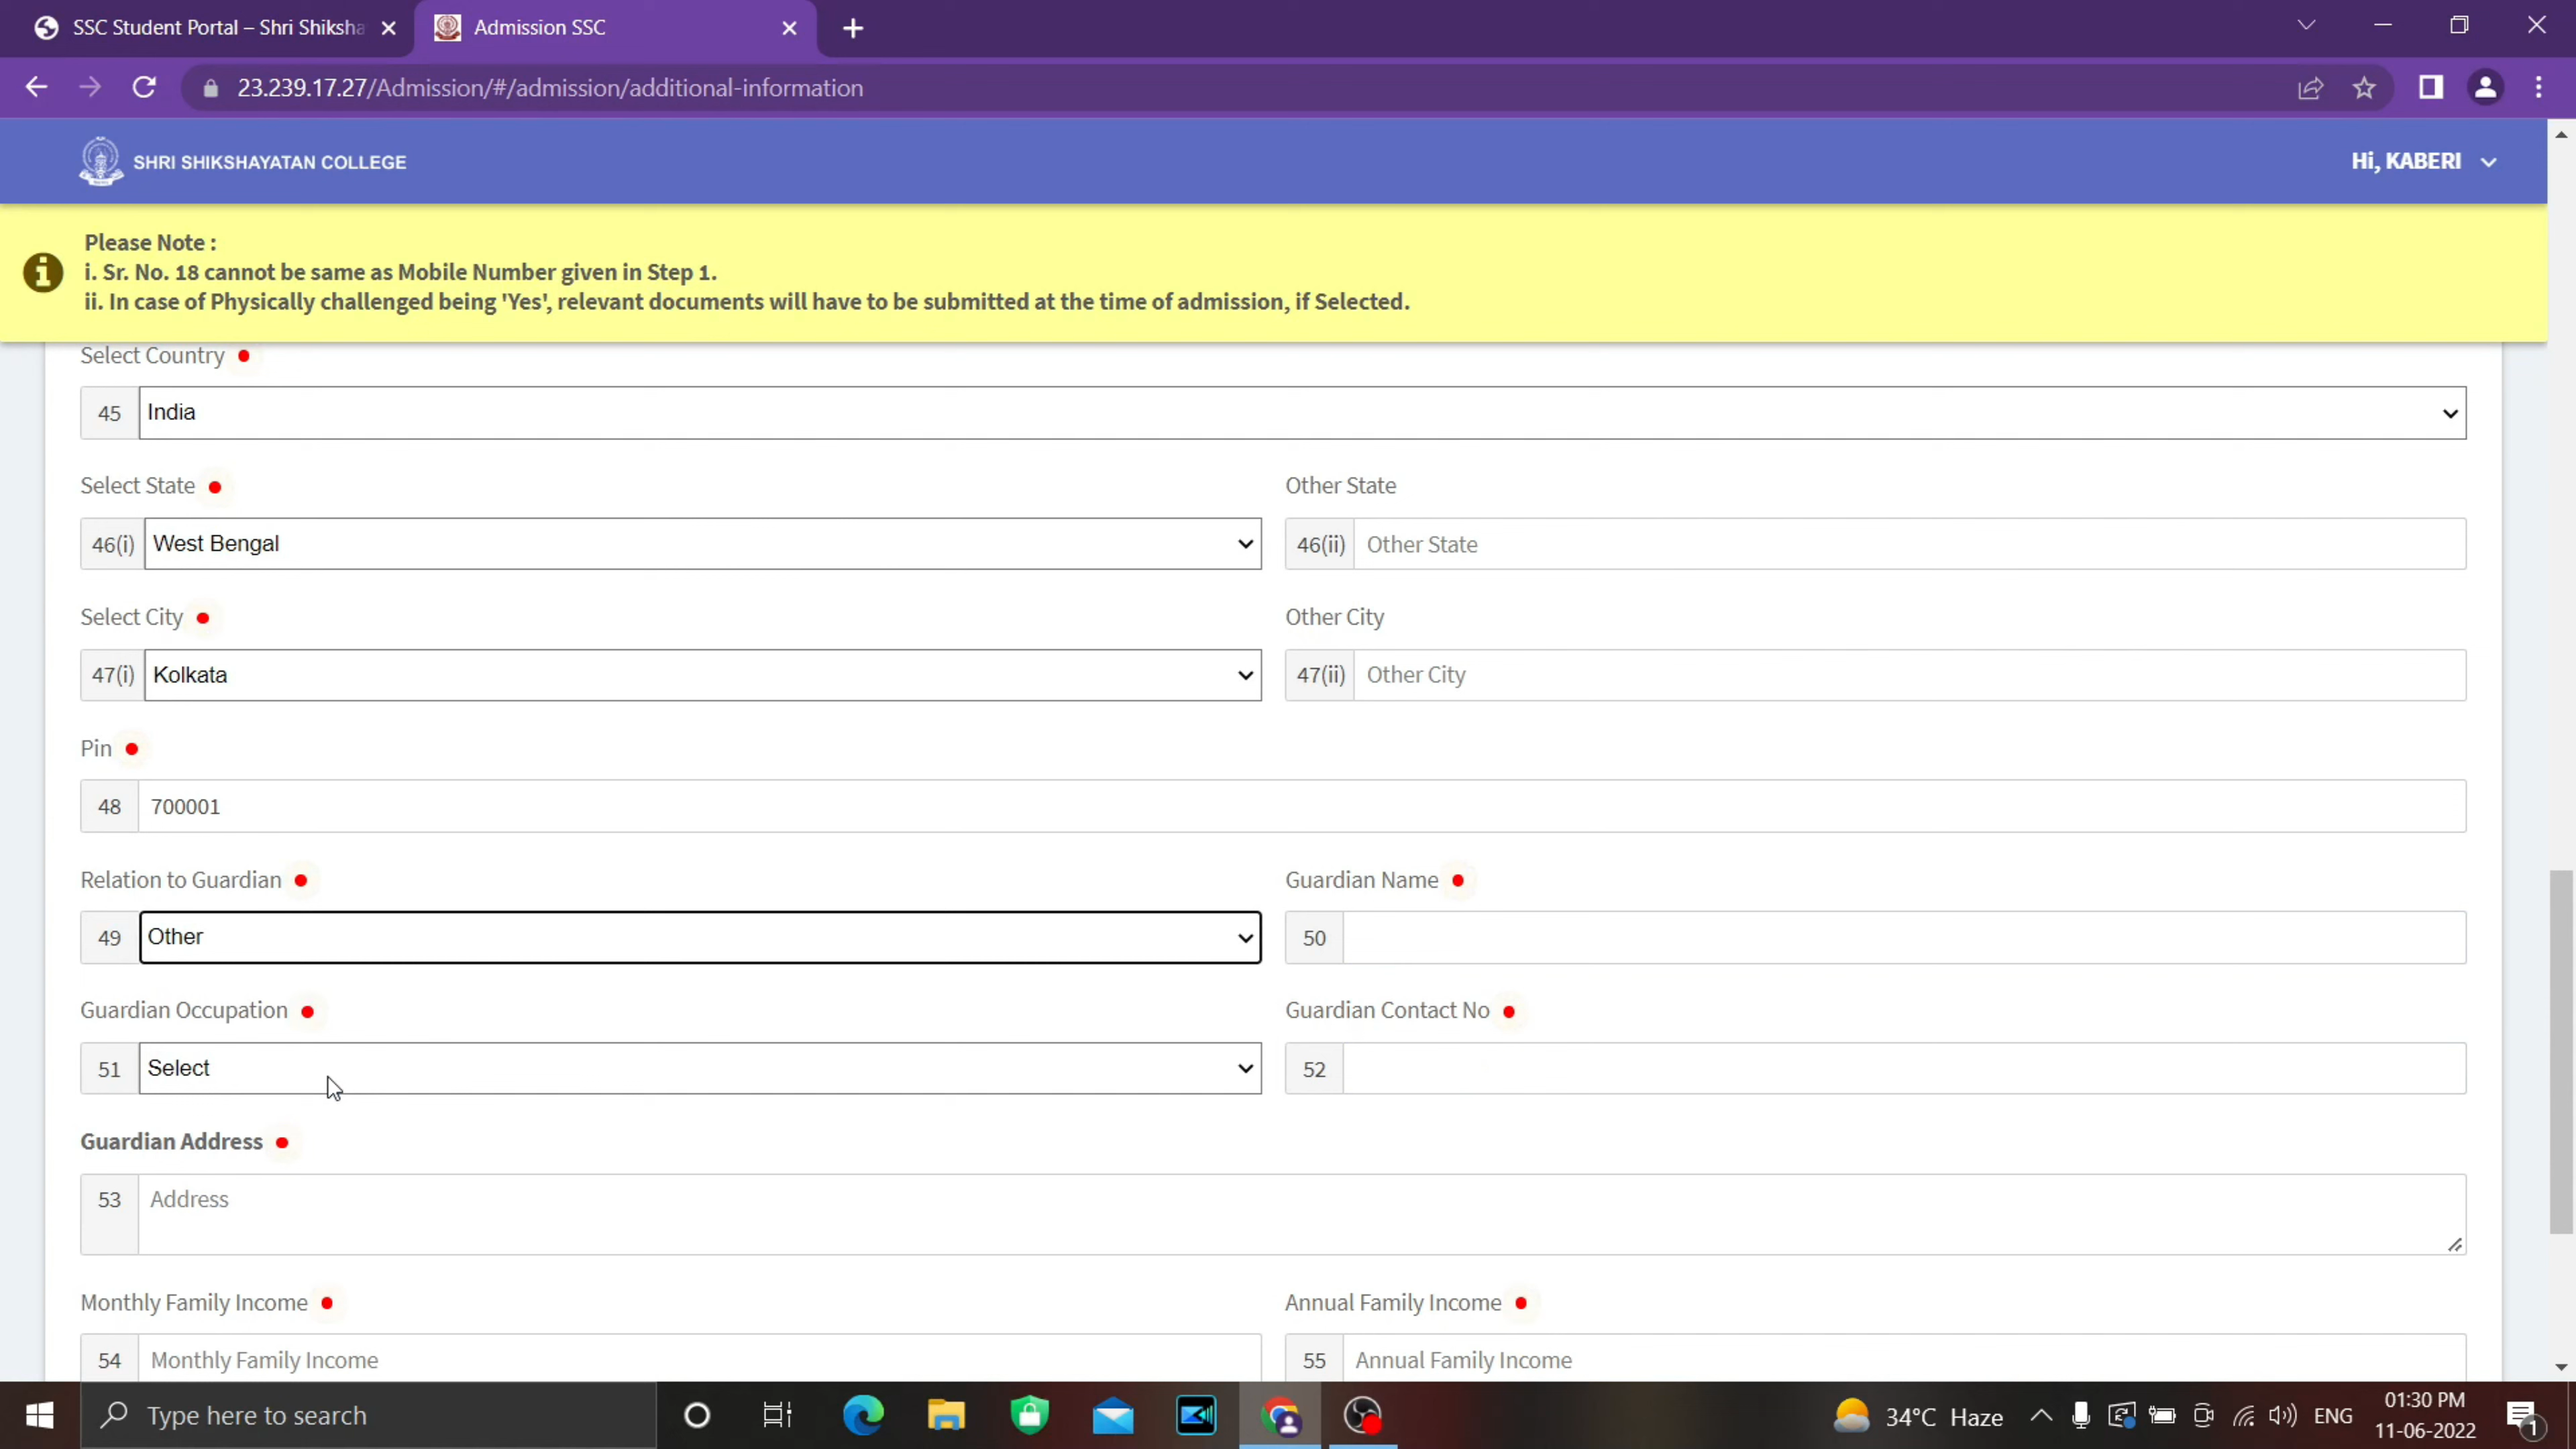 SSC Student Portal – Shri Shiksha
Admission SSC
23.239.17.27/Admission/#/admission/additional-information
SHRI SHIKSHAYATAN COLLEGE
Hi, KABERI
Please Note :
i. Sr. No. 18 cannot be same as Mobile Number given in Step 1.
ii. In case of Physically challenged being 'Yes', relevant documents will have to be submitted at the time of admission, if Selected.
Select Country
45 India
Select State
Other State
46(i) West Bengal
46(ii) Other State
Select City
Other City
47(i) Kolkata
47(ii) Other City
Pin
48 700001
Relation to Guardian
Guardian Name
49 Other
50
Guardian Occupation
Guardian Contact No
51 Select
52
Guardian Address
53 Address
Monthly Family Income
Annual Family Income
54 Monthly Family Income
55 Annual Family Income
Type here to search
34°C Haze
ENG
01:30 PM
11-06-2022
1